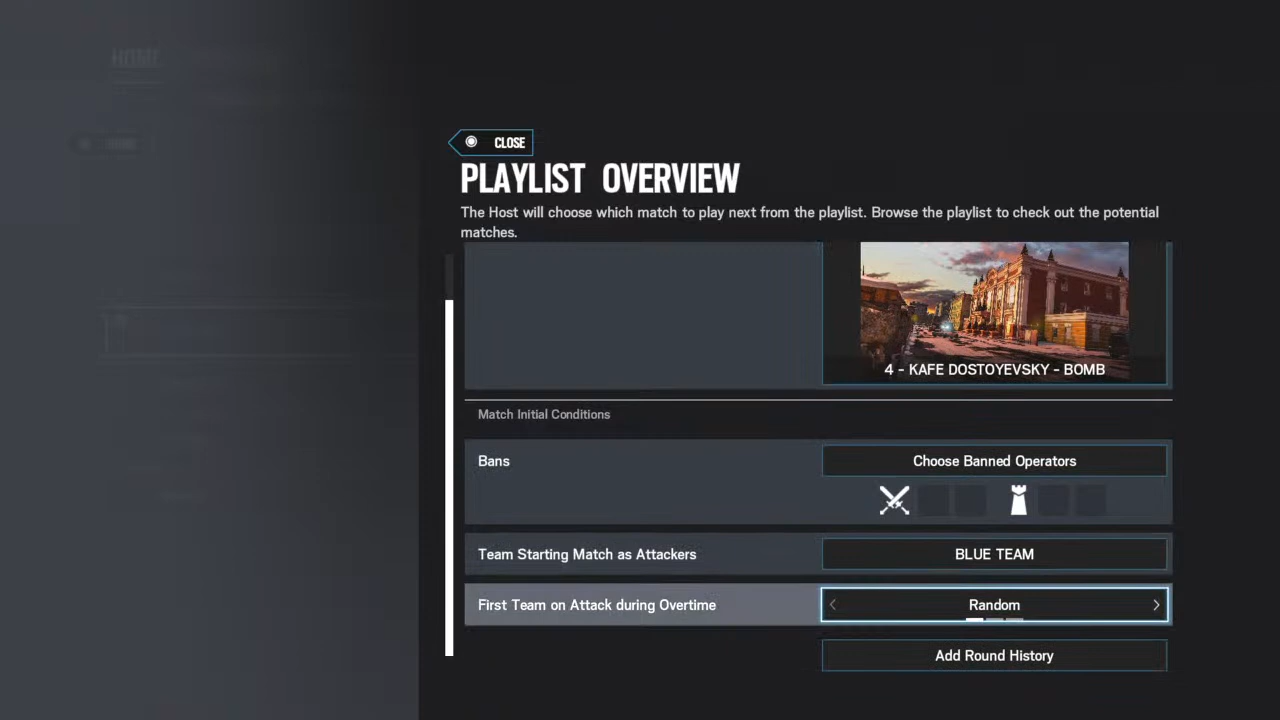 HOME
CLOSE
PLAYLIST OVERVIEW
The Host will choose which match to play next from the playlist. Browse the playlist to check out the potential
matches.
4 - KAFE DOSTOYEVSKY - BOMB
Match Initial Conditions
Bans
Choose Banned Operators
Team Starting Match as Attackers
BLUE TEAM
First Team on Attack during Overtime
Random
Add Round History